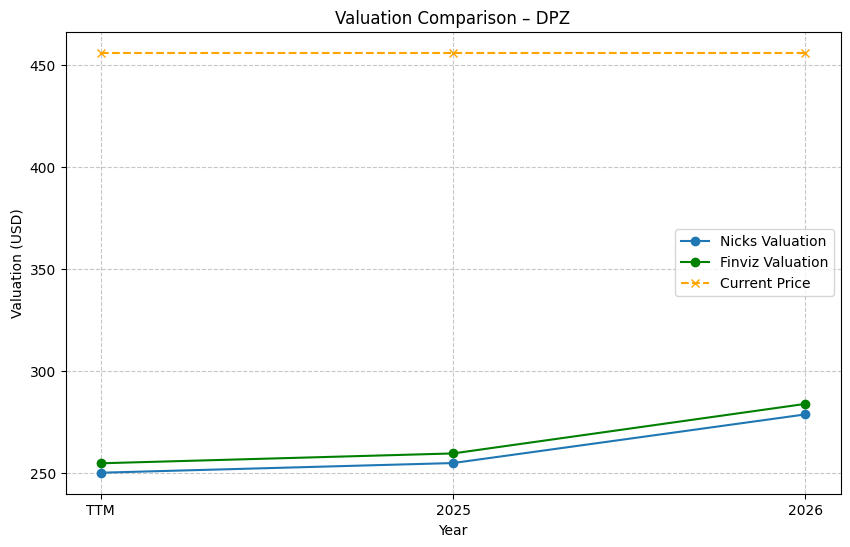 Valuation Comparison – DPZ
Valuation (USD)
450
400
350
300
250
Nicks Valuation
Finviz Valuation
Current Price
TTM
2025
2026
Year